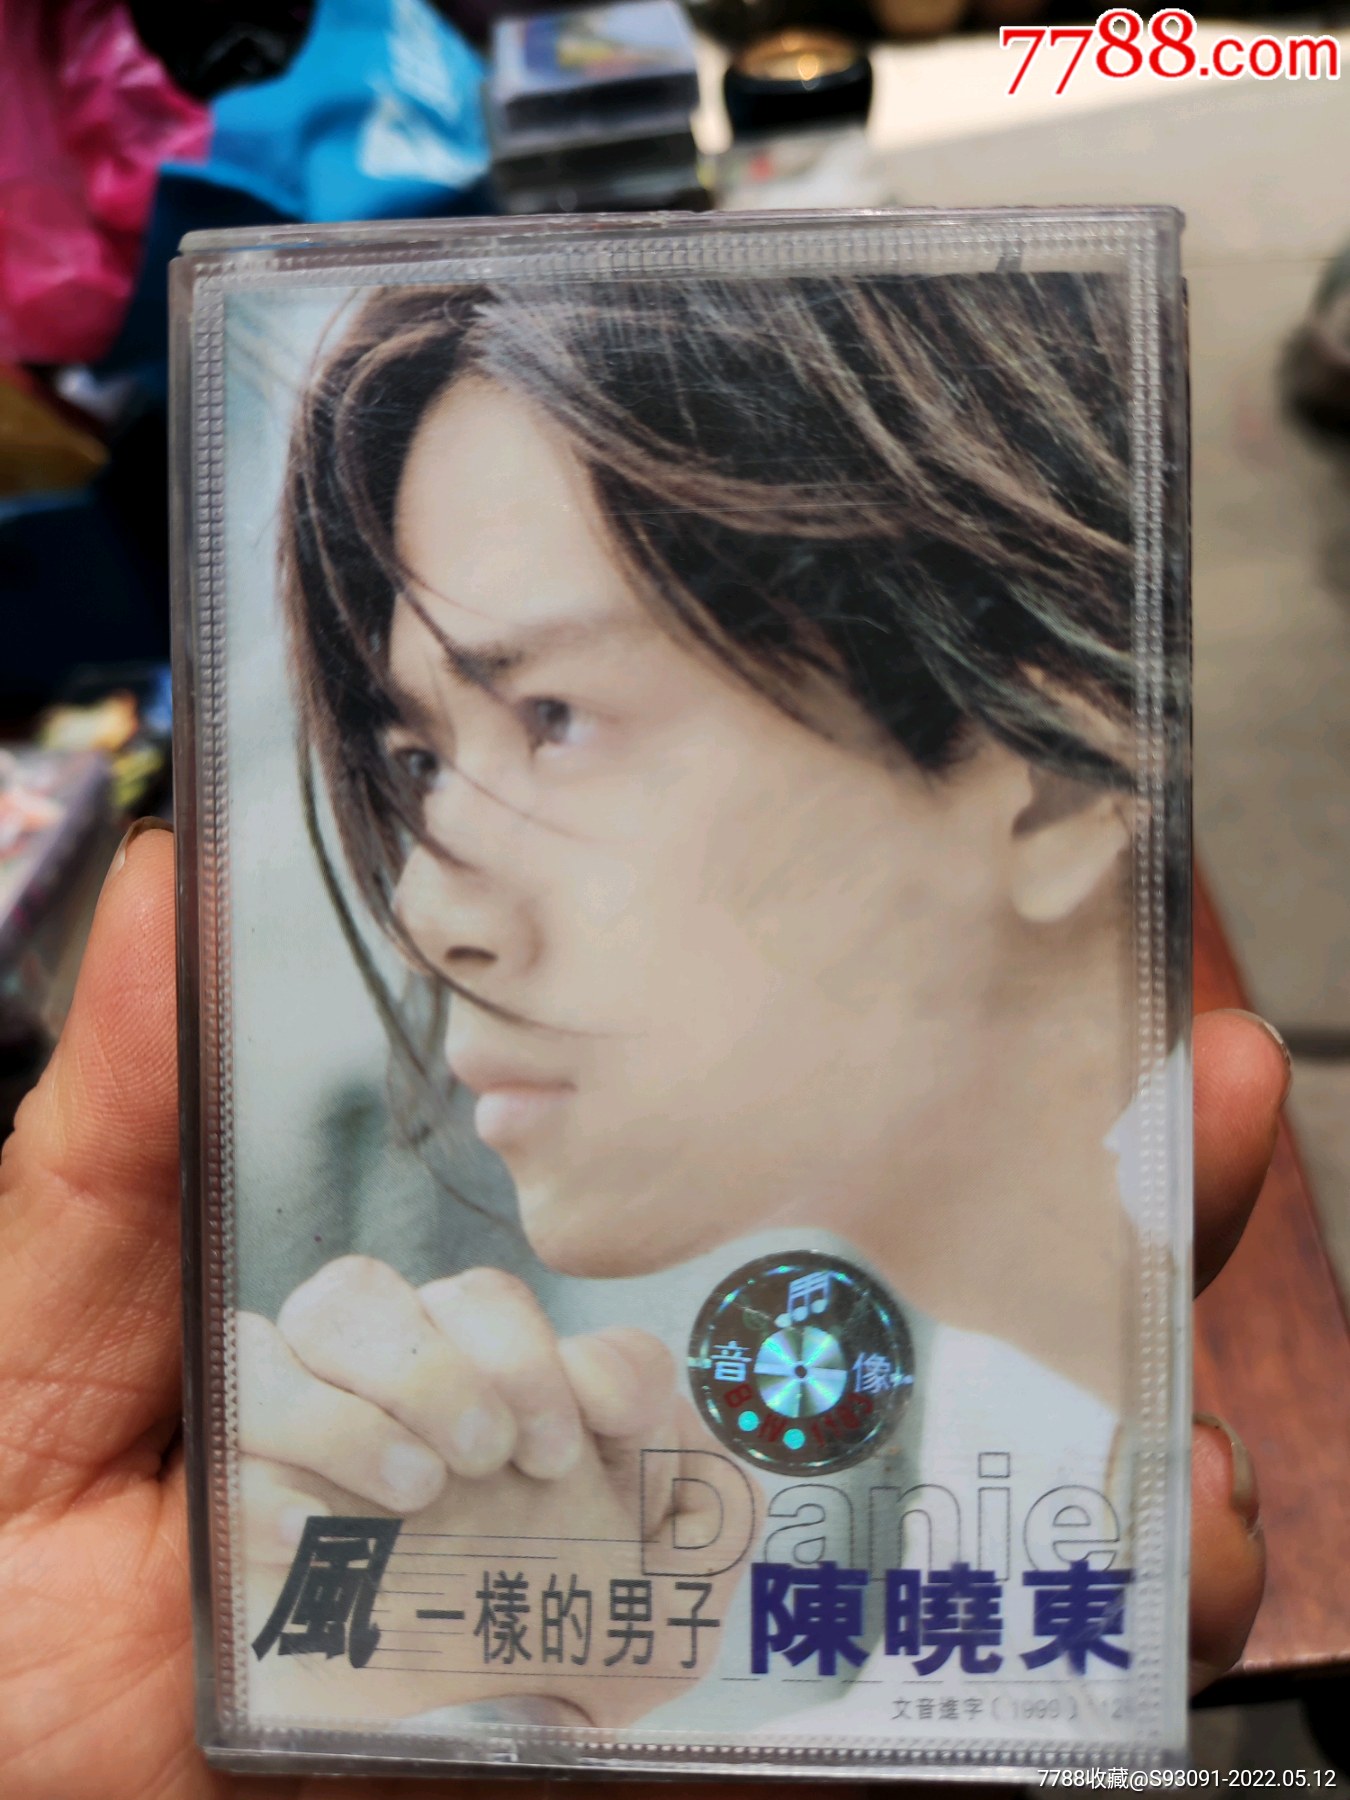 7788.com
音 像
Danie
風一樣的男子 陳曉東
文音進字
7788收藏@S93091-2022.05.12